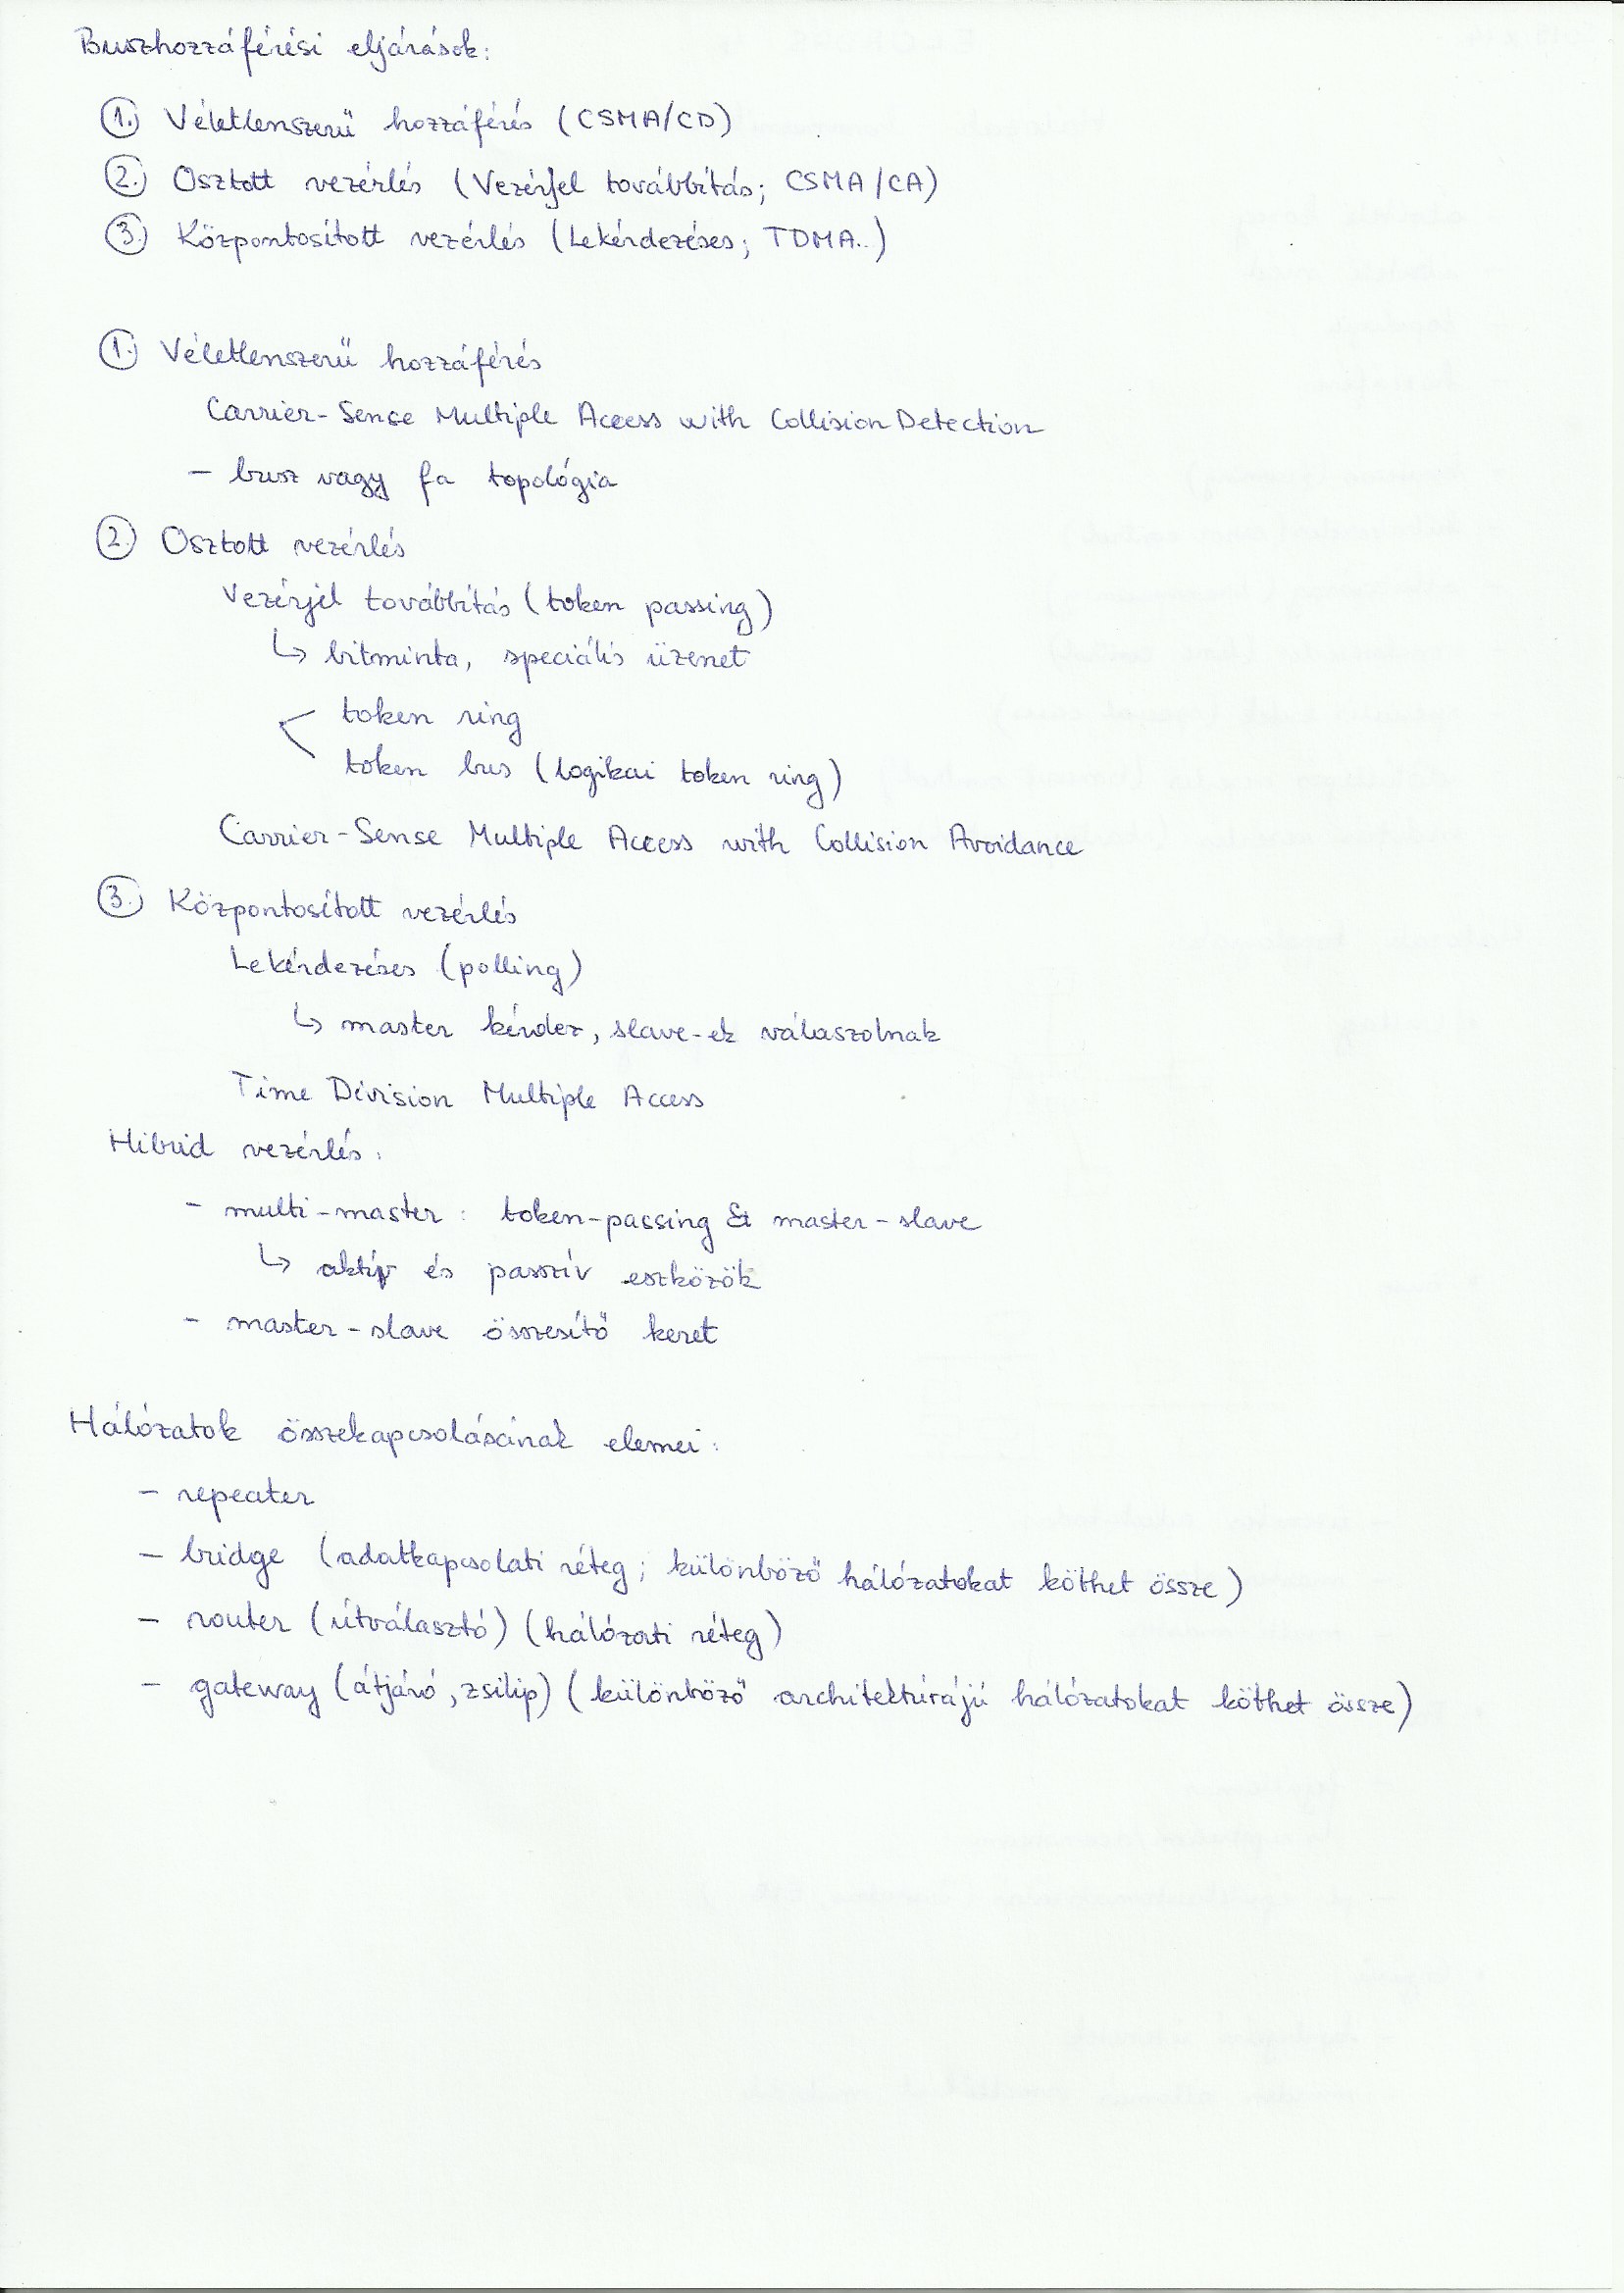 Buszhozzáférési eljárások:
1. Véletlenszerű hozzáférés (CSMA/CD)
2. Osztott vezérlés (Vezérjel továbbítás; CSMA/CA)
3. Központosított vezérlés (Lekérdezéses; TDMA..)
1. Véletlenszerű hozzáférés
Carrier-Sense Multiple Access with Collision Detection
- busz vagy fa topológia
2. Osztott vezérlés
Vezérjel továbbítás (token passing)
↳ bitminta, speciális üzenet
token ring
token bus (logikai token ring)
Carrier-Sense Multiple Access with Collision Avoidance
3. Központosított vezérlés
Lekérdezéses (polling)
↳ master kérdez, slave-ek válaszolnak
Time Division Multiple Access
Hibrid vezérlés:
- multi-master: token-passing & master-slave
↳ aktív és passzív eszközök
- master-slave összesítő keret
Hálózatok összekapcsolásának elemei:
- repeater
- bridge (adatkapcsolati réteg; különböző hálózatokat köthet össze)
- router (útválasztó) (hálózati réteg)
- gateway (átjáró, zsilip) (különböző architektúrájú hálózatokat köthet össze)